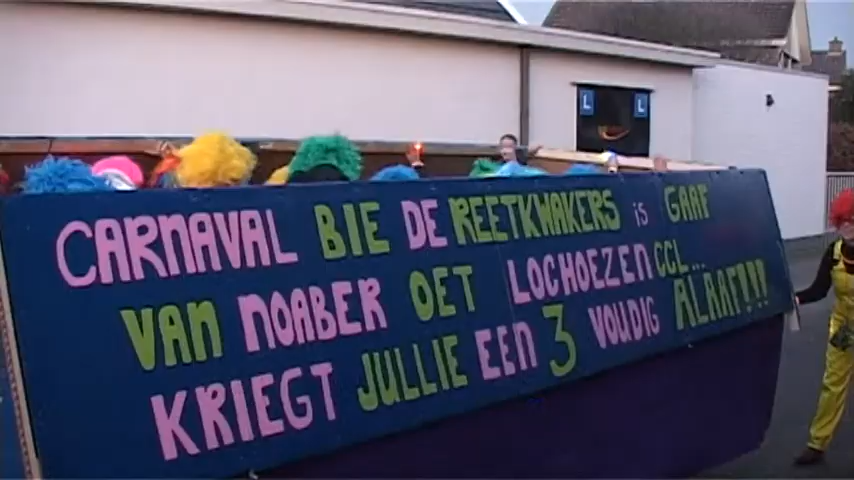 L L
CARNAVAL BIE DE REETKWAKERS iS GAAF
VAN NOABER OET LOCHOEZEN CCL...
KRIEGT JULLIE EEN 3 VOUDIG ALAAF!!!